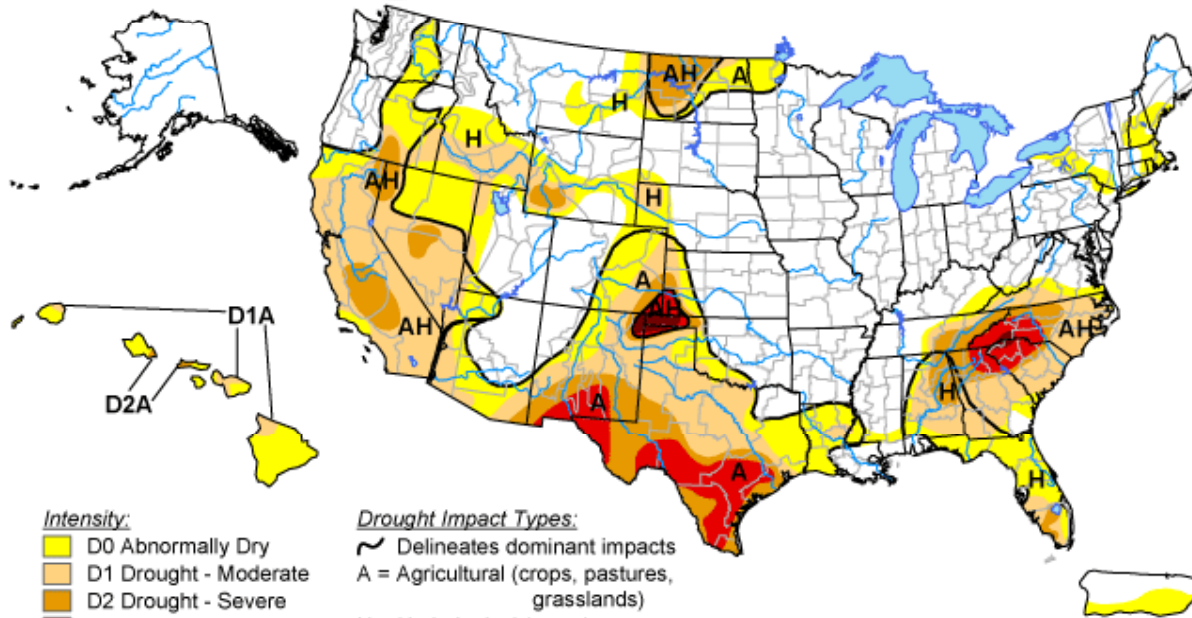 AH
A
H
H
AH
H
A
AH
AH
D1A
D2A
A
A
AH
H
H
Intensity:
D0 Abnormally Dry
D1 Drought - Moderate
D2 Drought - Severe
Drought Impact Types:
Delineates dominant impacts
A = Agricultural (crops, pastures,
grasslands)